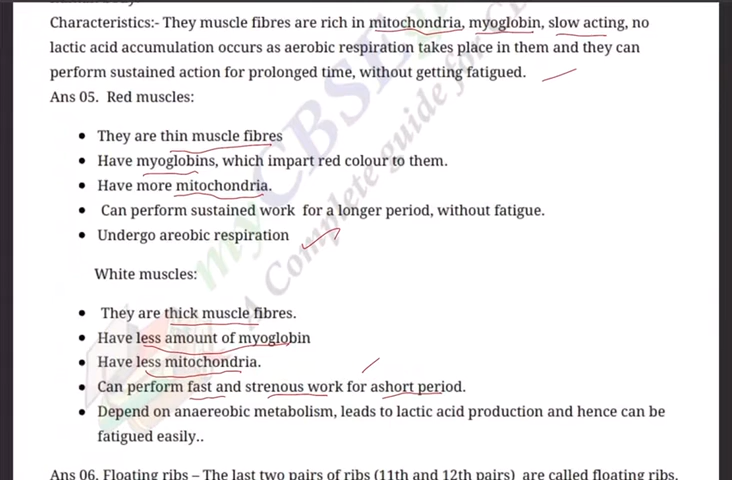 Characteristics:- They muscle fibres are rich in mitochondria, myoglobin, slow acting, no
lactic acid accumulation occurs as aerobic respiration takes place in them and they can
perform sustained action for prolonged time, without getting fatigued.
Ans 05. Red muscles:
• They are thin muscle fibres
• Have myoglobins, which impart red colour to them.
• Have more mitochondria.
• Can perform sustained work for a longer period, without fatigue.
• Undergo areobic respiration
White muscles:
• They are thick muscle fibres.
• Have less amount of myoglobin
• Have less mitochondria.
• Can perform fast and strenous work for ashort period.
• Depend on anaereobic metabolism, leads to lactic acid production and hence can be
fatigued easily..
Ans 06. Floating ribs – The last two pairs of ribs (11th and 12th pairs) are called floating ribs.
myCBSE
A Complete guide for